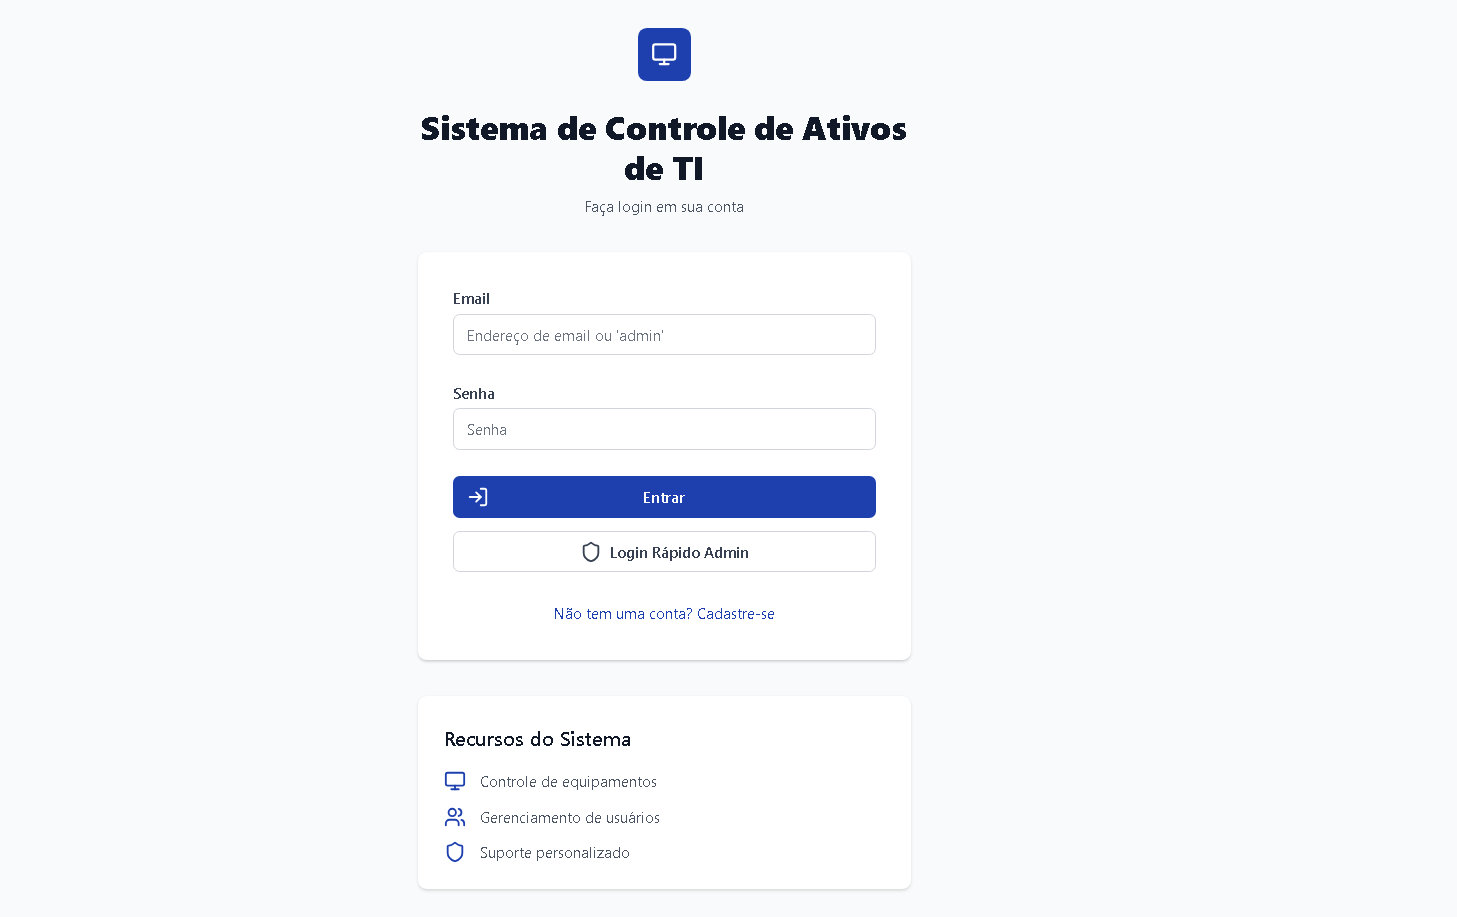 Sistema de Controle de Ativos
de TI
Faça login em sua conta
Email
Endereço de email ou 'admin'
Senha
Senha
Entrar
Login Rápido Admin
Não tem uma conta? Cadastre-se
Recursos do Sistema
Controle de equipamentos
Gerenciamento de usuários
Suporte personalizado